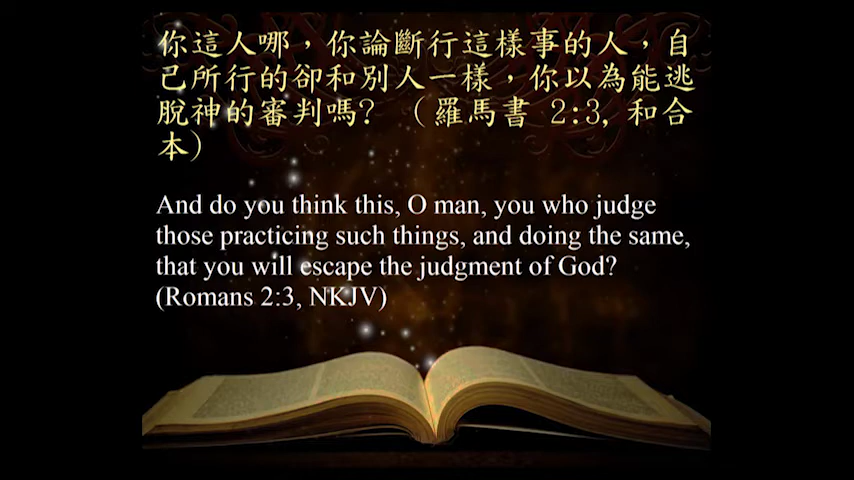 你這人哪，你論斷行這樣事的人，自
己所行的卻和別人一樣，你以為能逃
脫神的審判嗎? （羅馬書 2:3, 和合
本）
And do you think this, O man, you who judge
those practicing such things, and doing the same,
that you will escape the judgment of God?
(Romans 2:3, NKJV)